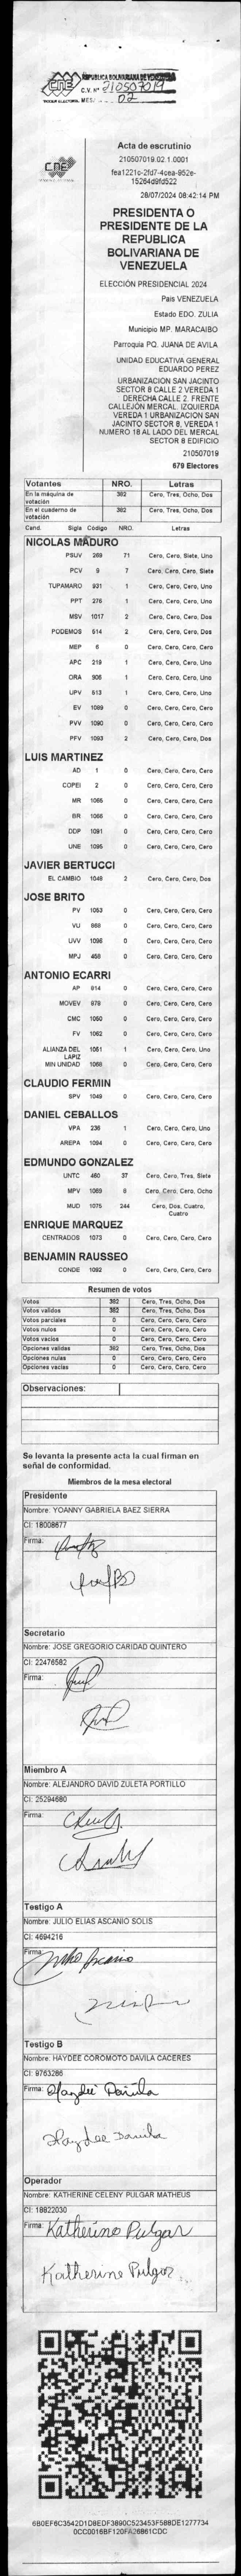 CNE
REPUBLICA BOLIVARIANA DE VENEZUELA
C.V. Nº 210507019
PODER ELECTORAL MESA 02
CNE
Acta de escrutinio
210507019.02.1.0001
15264d9fd522
28/07/2024 08:42:14 PM
PRESIDENTA O
PRESIDENTE DE LA
REPUBLICA
BOLIVARIANA DE
VENEZUELA
ELECCIÓN PRESIDENCIAL 2024
País VENEZUELA
Estado EDO. ZULIA
Municipio MP. MARACAIBO
Parroquia PQ. JUANA DE AVILA
UNIDAD EDUCATIVA GENERAL
EDUARDO PEREZ
URBANIZACION SAN JACINTO
SECTOR 8 CALLE 2 VEREDA 1
DERECHA CALLE 2. FRENTE
CALLEJÓN MERCAL. IZQUIERDA
VEREDA 1 URBANIZACION SAN
JACINTO SECTOR 8, VEREDA 1
NUMERO 18 AL LADO DEL MERCAL
SECTOR 8 EDIFICIO
210507019
679 Electores
Votantes NRO. Letras
En la máquina de votación 382 Cero, Tres, Ocho, Dos
En el cuaderno de votación 382 Cero, Tres, Ocho, Dos
Cand. Sigla Código NRO. Letras
NICOLAS MADURO
PSUV 269 71 Cero, Cero, Siete, Uno
PCV 9 7 Cero, Cero, Cero, Siete
TUPAMARO 931 1 Cero, Cero, Cero, Uno
PPT 276 1 Cero, Cero, Cero, Uno
MSV 1017 2 Cero, Cero, Cero, Dos
PODEMOS 514 2 Cero, Cero, Cero, Dos
MEP 6 0 Cero, Cero, Cero, Cero
APC 219 1 Cero, Cero, Cero, Uno
ORA 906 1 Cero, Cero, Cero, Uno
UPV 513 1 Cero, Cero, Cero, Uno
EV 1089 0 Cero, Cero, Cero, Cero
PVV 1090 0 Cero, Cero, Cero, Cero
PFV 1093 2 Cero, Cero, Cero, Dos
LUIS MARTINEZ
AD 1 0 Cero, Cero, Cero, Cero
COPEI 2 0 Cero, Cero, Cero, Cero
MR 0 Cero, Cero, Cero, Cero
BR 1066 0 Cero, Cero, Cero, Cero
DDP 1091 0 Cero, Cero, Cero, Cero
UNE 1095 0 Cero, Cero, Cero, Cero
JAVIER BERTUCCI
EL CAMBIO 1048 2 Cero, Cero, Cero, Dos
JOSE BRITO
PV 1053 0 Cero, Cero, Cero, Cero
VU 868 0 Cero, Cero, Cero, Cero
UVV 1096 0 Cero, Cero, Cero, Cero
MPJ 458 0 Cero, Cero, Cero, Cero
ANTONIO ECARRI
AP 914 0 Cero, Cero, Cero, Cero
MOVEV 978 0 Cero, Cero, Cero, Cero
CMC 1050 0 Cero, Cero, Cero, Cero
FV 1062 0 Cero, Cero, Cero, Cero
ALIANZA DEL LAPIZ 1051 1 Cero, Cero, Cero, Uno
MIN UNIDAD 1058 0 Cero, Cero, Cero, Cero
CLAUDIO FERMIN
SPV 1049 0 Cero, Cero, Cero, Cero
DANIEL CEBALLOS
VPA 236 1 Cero, Cero, Cero, Uno
AREPA 1094 0 Cero, Cero, Cero, Cero
EDMUNDO GONZALEZ
UNTC 460 37 Cero, Cero, Tres, Siete
MPV 1069 8 Cero, Cero, Cero, Ocho
MUD 1075 244 Cero, Dos, Cuatro, Cuatro
ENRIQUE MARQUEZ
CENTRADOS 1073 0 Cero, Cero, Cero, Cero
BENJAMIN RAUSSEO
CONDE 1092 0 Cero, Cero, Cero, Cero
Resumen de votos
Votos 382 Cero, Tres, Ocho, Dos
Votos validos 382 Cero, Tres, Ocho, Dos
Votos parciales 0 Cero, Cero, Cero, Cero
Votos nulos 0 Cero, Cero, Cero, Cero
Votos vacios 0 Cero, Cero, Cero, Cero
Opciones validas 382 Cero, Tres, Ocho, Dos
Opciones nulas 0 Cero, Cero, Cero, Cero
Opciones vacias 0 Cero, Cero, Cero, Cero
Observaciones:
Se levanta la presente acta la cual firman en
señal de conformidad.
Miembros de la mesa electoral
Presidente
Nombre: YOANNY GABRIELA BAEZ SIERRA
CI: 18008677
Firma:
Secretario
Nombre: JOSE GREGORIO CARIDAD QUINTERO
CI: 22476582
Firma:
Miembro A
Nombre: ALEJANDRO DAVID ZULETA PORTILLO
CI: 25294680
Firma:
Testigo A
Nombre: JULIO ELIAS ASCANIO SOLIS
CI: 4694216
Firma: Julio Ascanio
Testigo B
Nombre: HAYDEE COROMOTO DAVILA CACERES
CI: 9763286
Firma: Haydee Davila
Haydee Davila
Operador
Nombre: KATHERINE CELENY PULGAR MATHEUS
CI: 18822030
Firma: Katherine Pulgar
Katherine Pulgar
6B0EF6C3542D1D8EDF3890C523453F588DE1277734
0CC0016BF120FA26B61CDC